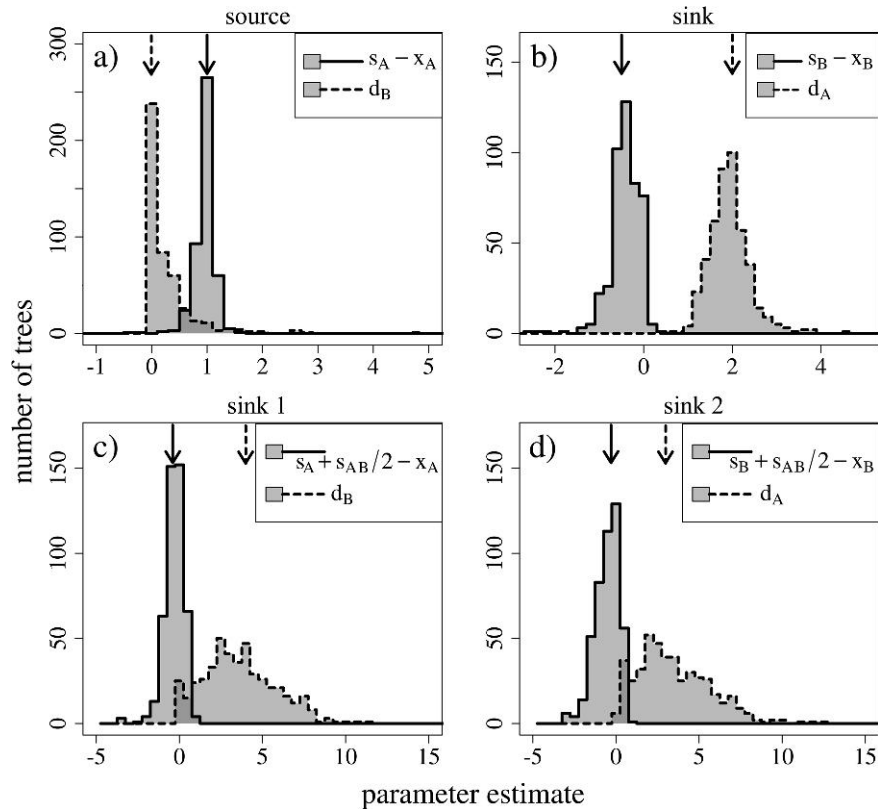 source
a)
s_A − x_A
d_B
300
200
100
0
-1 0 1 2 3 4 5
sink
b)
s_B − x_B
d_A
150
100
50
0
-2 0 2 4
number of trees
sink 1
c)
s_A + s_AB/2 − x_A
d_B
150
100
50
0
-5 0 5 10 15
sink 2
d)
s_B + s_AB/2 − x_B
d_A
150
100
50
0
-5 0 5 10 15
parameter estimate